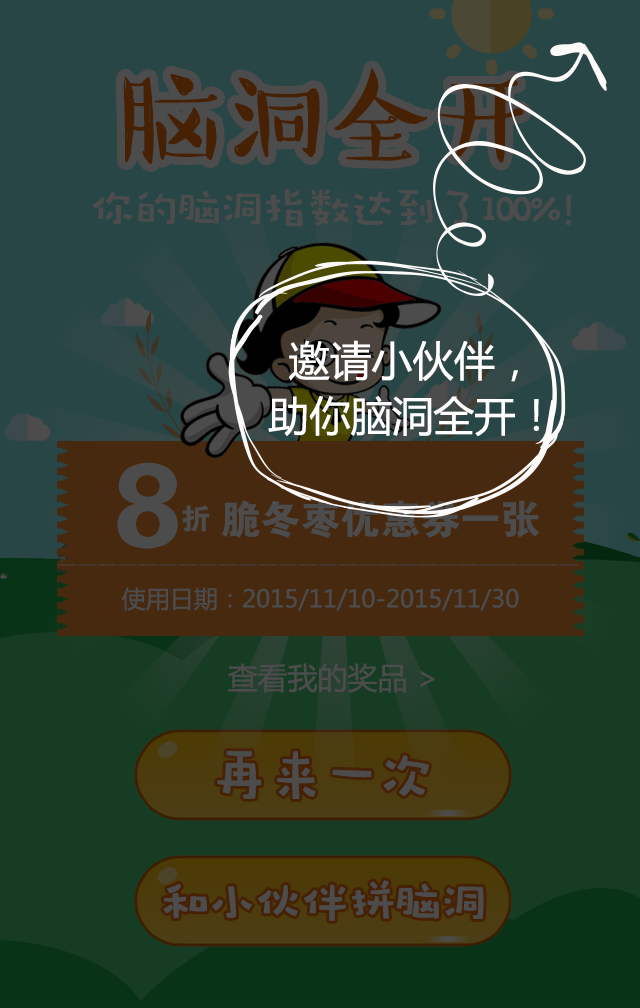 脑洞全开
你的脑洞指数达到了100%!
邀请小伙伴，
助你脑洞全开！
8折 脆冬枣优惠券一张
使用日期：2015/11/10-2015/11/30
查看我的奖品 >
再来一次
和小伙伴拼脑洞